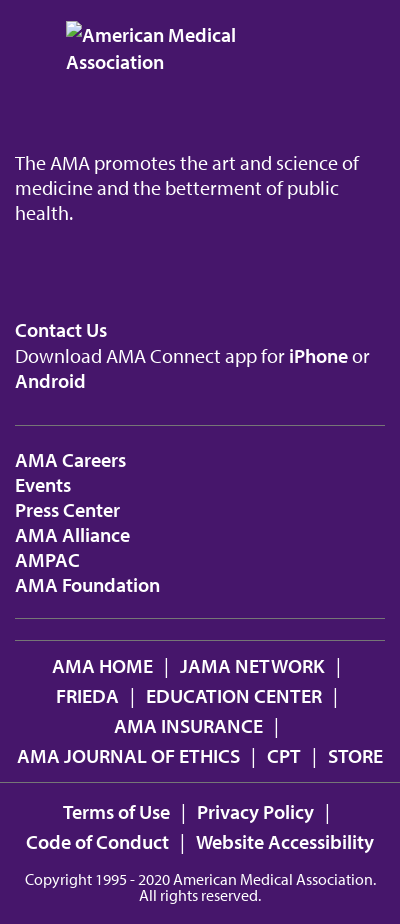 American Medical
Association
The AMA promotes the art and science of
medicine and the betterment of public
health.
Contact Us
Download AMA Connect app for iPhone or
Android
AMA Careers
Events
Press Center
AMA Alliance
AMPAC
AMA Foundation
AMA HOME | JAMA NETWORK |
FRIEDA | EDUCATION CENTER |
AMA INSURANCE |
AMA JOURNAL OF ETHICS | CPT | STORE
Terms of Use | Privacy Policy |
Code of Conduct | Website Accessibility
Copyright 1995 - 2020 American Medical Association.
All rights reserved.